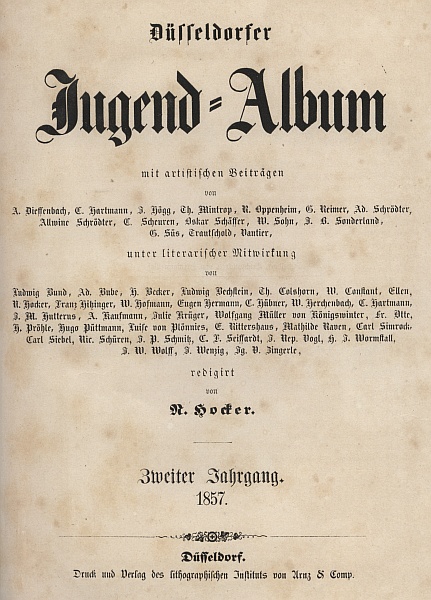 Düsseldorfer
Jugend-Album
mit artistischen Beiträgen
von
A. Dieffenbach, C. Hartmann, J. Högg, Th. Mintrop, R. Oppenheim, G. Reimer, Ad. Schrödter,
Allwine Schrödter, C. Scheuren, Oskar Schäffer, W. Sohn, J. B. Sonderland,
G. Süs, Trautschold, Vautier,
unter literarischer Mitwirkung
von
Ludwig Bund, Ad. Bube, H. Becker, Ludwig Bechstein, Th. Colshorn, W. Constant, Ellen,
N. Hocker, Franz Hitzinger, W. Hofmann, Eugen Hermann, C. Hübner, W. Herchenbach, C. Hartmann,
J. M. Hutterus, A. Kaufmann, Julie Krüger, Wolfgang Müller von Königswinter, Fr. Otte,
H. Pröhle, Hugo Püttmann, Luise von Plönnies, E. Rittershaus, Mathilde Raven, Carl Simrock,
Carl Siebel, Nic. Schüren, J. P. Schmitz, C. F. Seiffardt, J. Nep. Vogl, H. J. Wormstall,
J. W. Wolff, J. Wenzig, Ig. V. Zingerle,
redigirt
von
N. Hocker.
Zweiter Jahrgang.
1857.
Düsseldorf.
Druck und Verlag des lithographischen Instituts von Arnz & Comp.